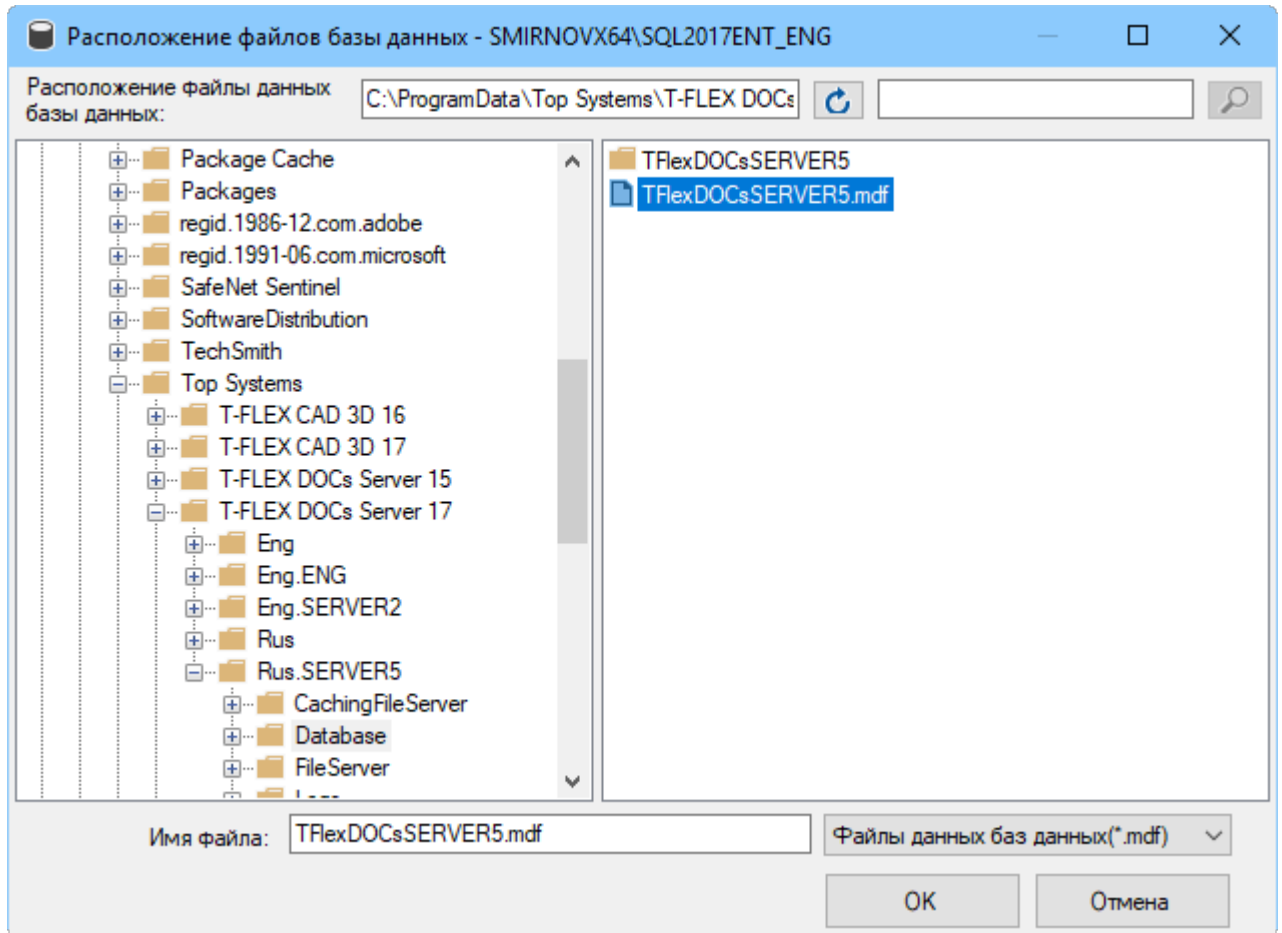 Расположение файлов базы данных - SMIRNOVX64\SQL2017ENT_ENG
Расположение файлы данных
базы данных:
C:\ProgramData\Top Systems\T-FLEX DOCs
Package Cache
Packages
regid.1986-12.com.adobe
regid.1991-06.com.microsoft
SafeNet Sentinel
SoftwareDistribution
TechSmith
Top Systems
T-FLEX CAD 3D 16
T-FLEX CAD 3D 17
T-FLEX DOCs Server 15
T-FLEX DOCs Server 17
Eng
Eng.ENG
Eng.SERVER2
Rus
Rus.SERVER5
CachingFileServer
Database
FileServer
TFlexDOCsSERVER5
TFlexDOCsSERVER5.mdf
Имя файла:
TFlexDOCsSERVER5.mdf
Файлы данных баз данных(*.mdf)
OK
Отмена